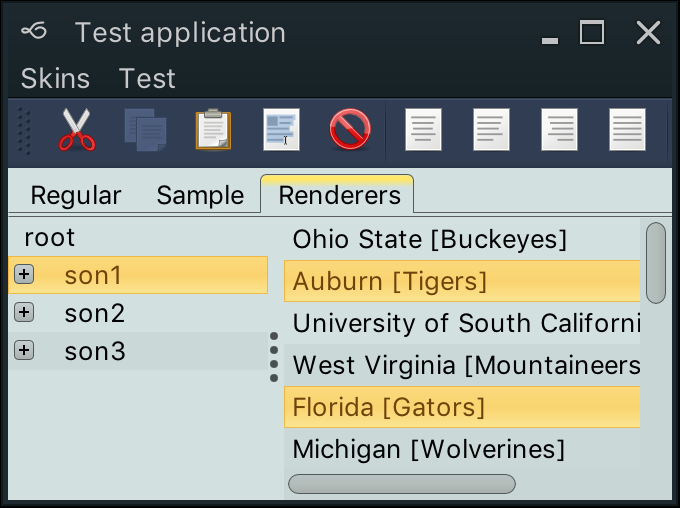 Test application
Skins Test
Regular Sample Renderers
root
son1
son2
son3
Ohio State [Buckeyes]
Auburn [Tigers]
University of South Californi
West Virginia [Mountaineers
Florida [Gators]
Michigan [Wolverines]